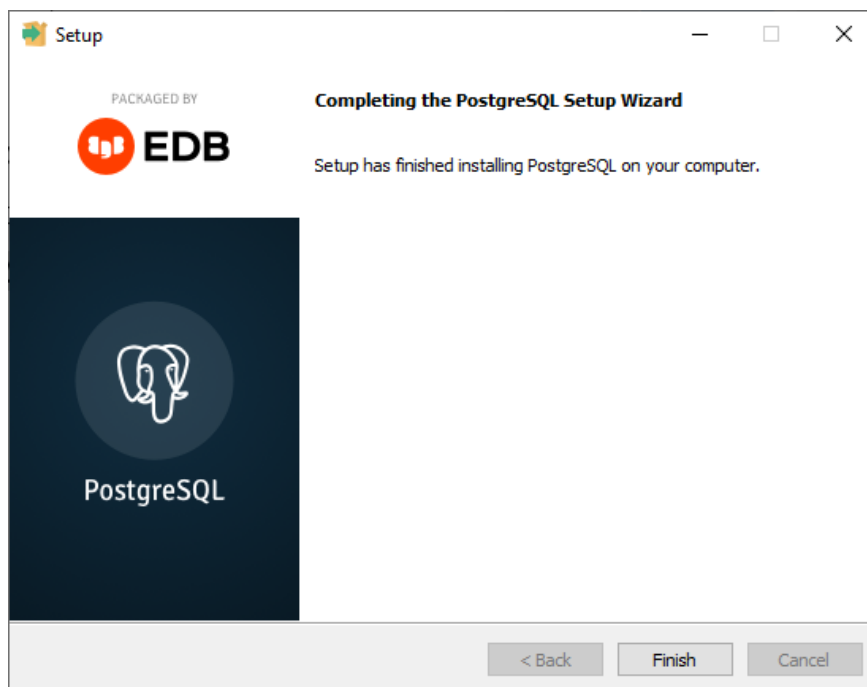 Setup
PACKAGED BY
EDB
Completing the PostgreSQL Setup Wizard
Setup has finished installing PostgreSQL on your computer.
PostgreSQL
< Back
Finish
Cancel